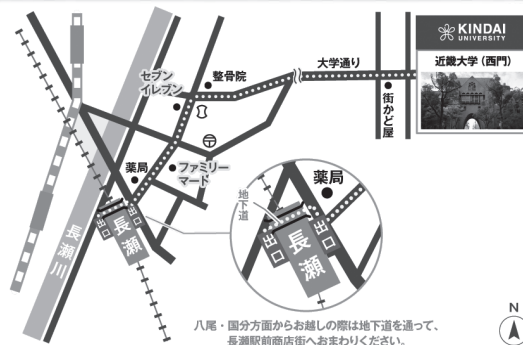 KINDAI
UNIVERSITY
近畿大学(西門)
大学通り
街かど屋
セブン
イレブン
整骨院
薬局
ファミリー
マート
出口
長瀬
出口
長瀬川
地下道
薬局
出口
長瀬
出口
八尾・国分方面からお越しの際は地下道を通って、
長瀬駅前商店街へおまわりください。
N